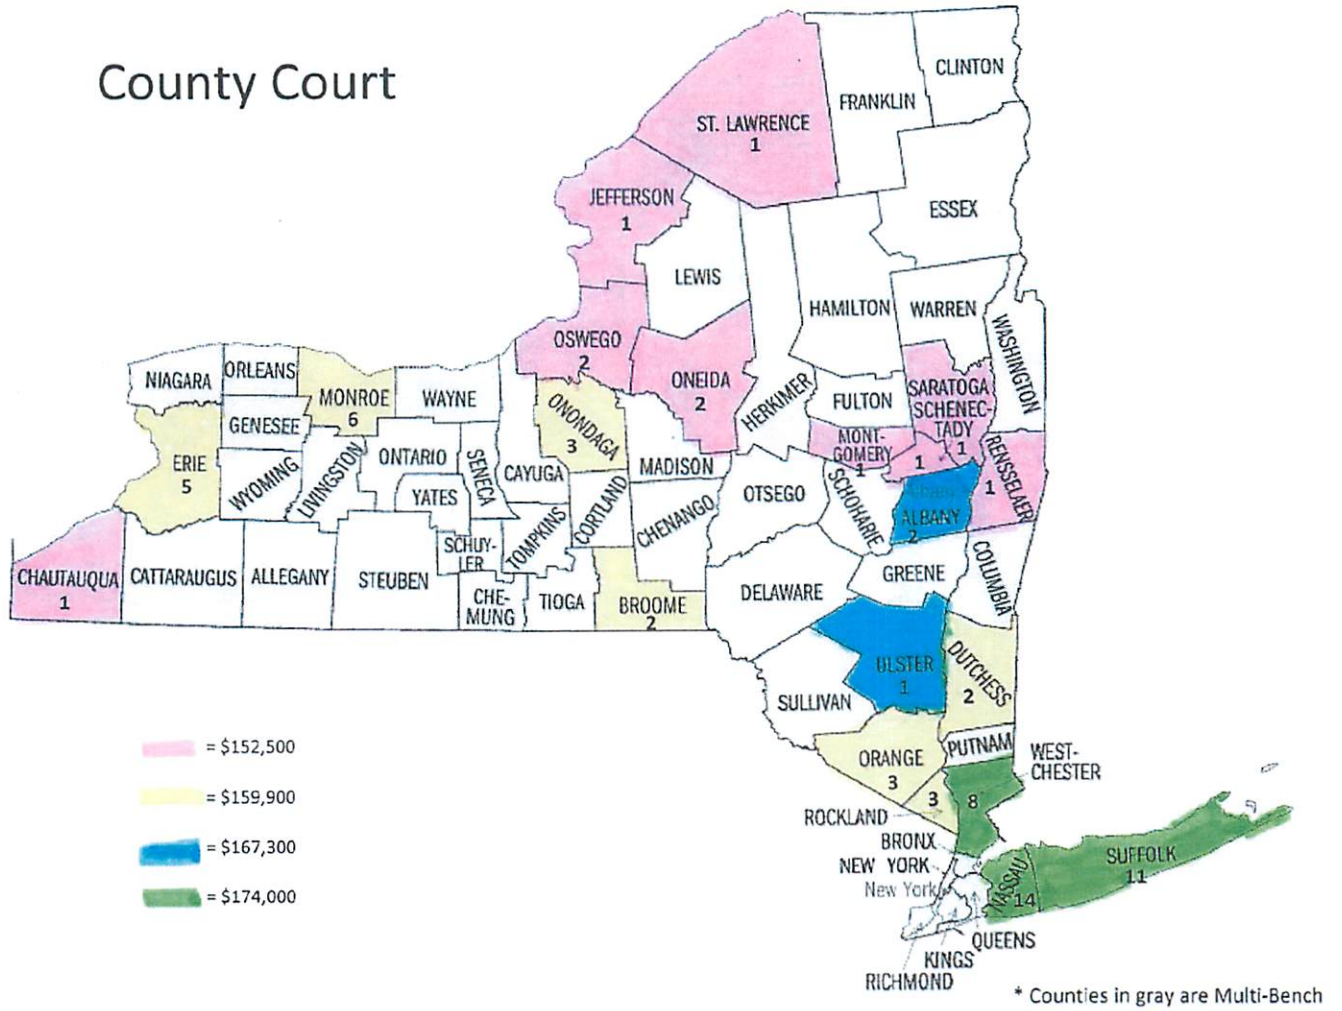 County Court
CLINTON
FRANKLIN
ST. LAWRENCE
1
JEFFERSON
1
ESSEX
LEWIS
HAMILTON
WARREN
WASHINGTON
OSWEGO
2
ONEIDA
2
HERKIMER
FULTON
SARATOGA
SCHENEC-
TADY
1
1
MONT-
GOMERY
1
RENSSELAER
1
NIAGARA
ORLEANS
MONROE
6
WAYNE
GENESEE
ONONDAGA
3
ERIE
5
WYOMING
LIVINGSTON
ONTARIO
YATES
SENECA
CAYUGA
MADISON
CORTLAND
CHENANGO
OTSEGO
SCHOHARIE
ALBANY
2
CHAUTAUQUA
1
CATTARAUGUS
ALLEGANY
STEUBEN
SCHUY-
LER
TOMPKINS
CHE-
MUNG
TIOGA
BROOME
2
DELAWARE
GREENE
COLUMBIA
ULSTER
1
DUTCHESS
2
SULLIVAN
ORANGE
3
PUTNAM
WEST-
CHESTER
8
ROCKLAND
3
BRONX
NEW YORK
New York
NASSAU
14
SUFFOLK
11
QUEENS
KINGS
RICHMOND
= $152,500
= $159,900
= $167,300
= $174,000
* Counties in gray are Multi-Bench